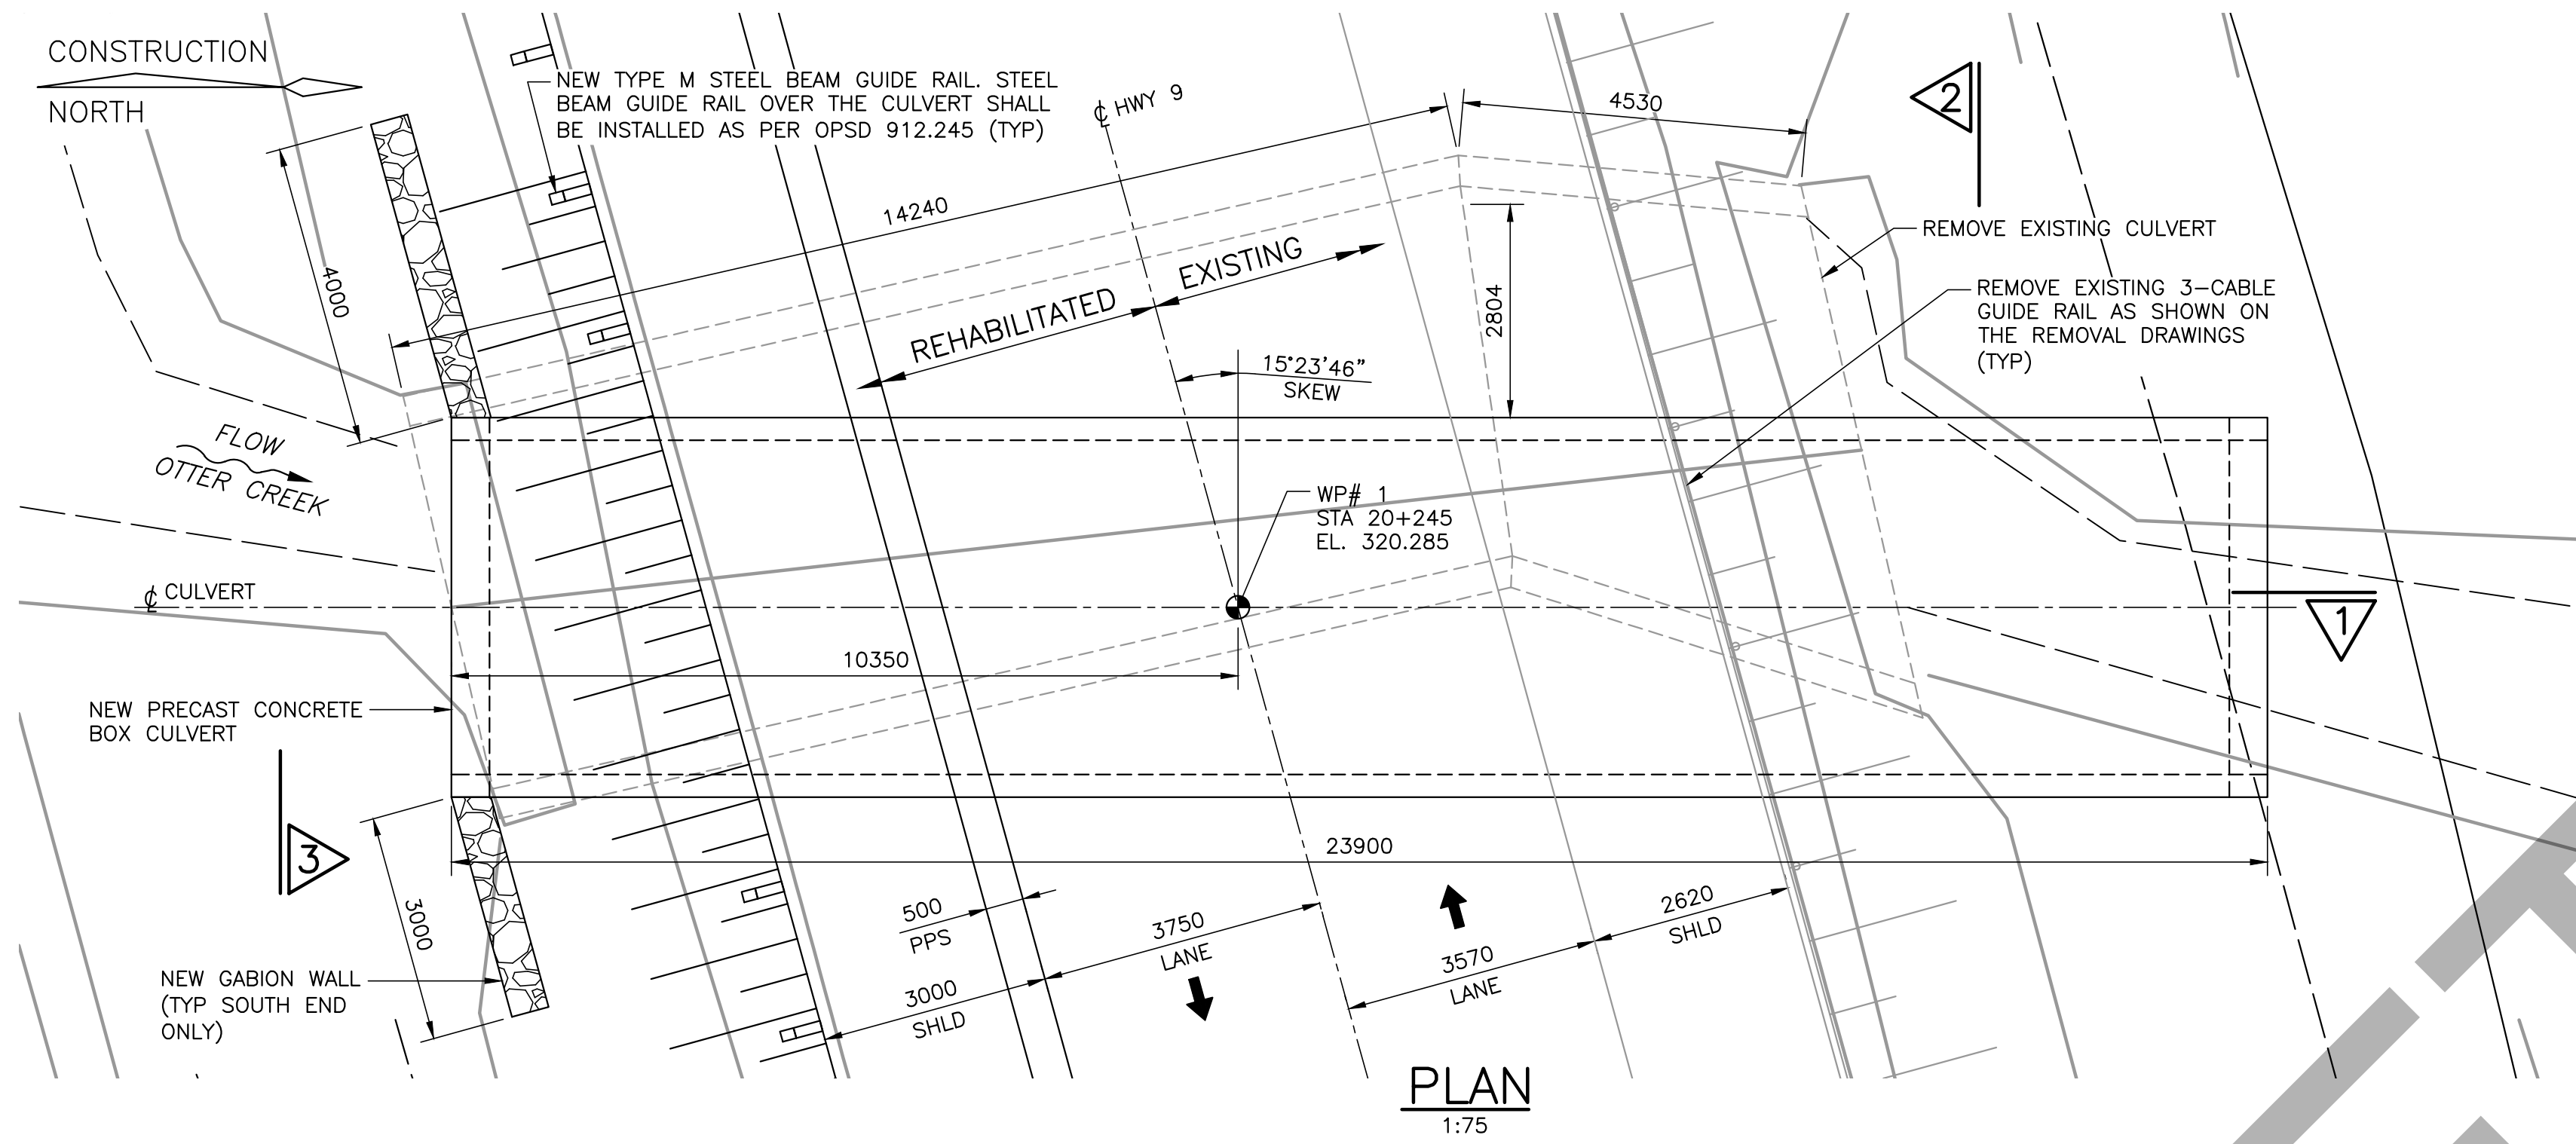 CONSTRUCTION
NORTH
NEW TYPE M STEEL BEAM GUIDE RAIL. STEEL
BEAM GUIDE RAIL OVER THE CULVERT SHALL
BE INSTALLED AS PER OPSD 912.245 (TYP)
℄ HWY 9
4530
2
14240
4000
REHABILITATED
EXISTING
2804
REMOVE EXISTING CULVERT
REMOVE EXISTING 3-CABLE
GUIDE RAIL AS SHOWN ON
THE REMOVAL DRAWINGS
(TYP)
15°23'46"
SKEW
FLOW
OTTER CREEK
WP# 1
STA 20+245
EL. 320.285
℄ CULVERT
1
10350
NEW PRECAST CONCRETE
BOX CULVERT
3
23900
3000
500
PPS
3750
LANE
2620
SHLD
3570
LANE
3000
SHLD
NEW GABION WALL
(TYP SOUTH END
ONLY)
PLAN
1:75